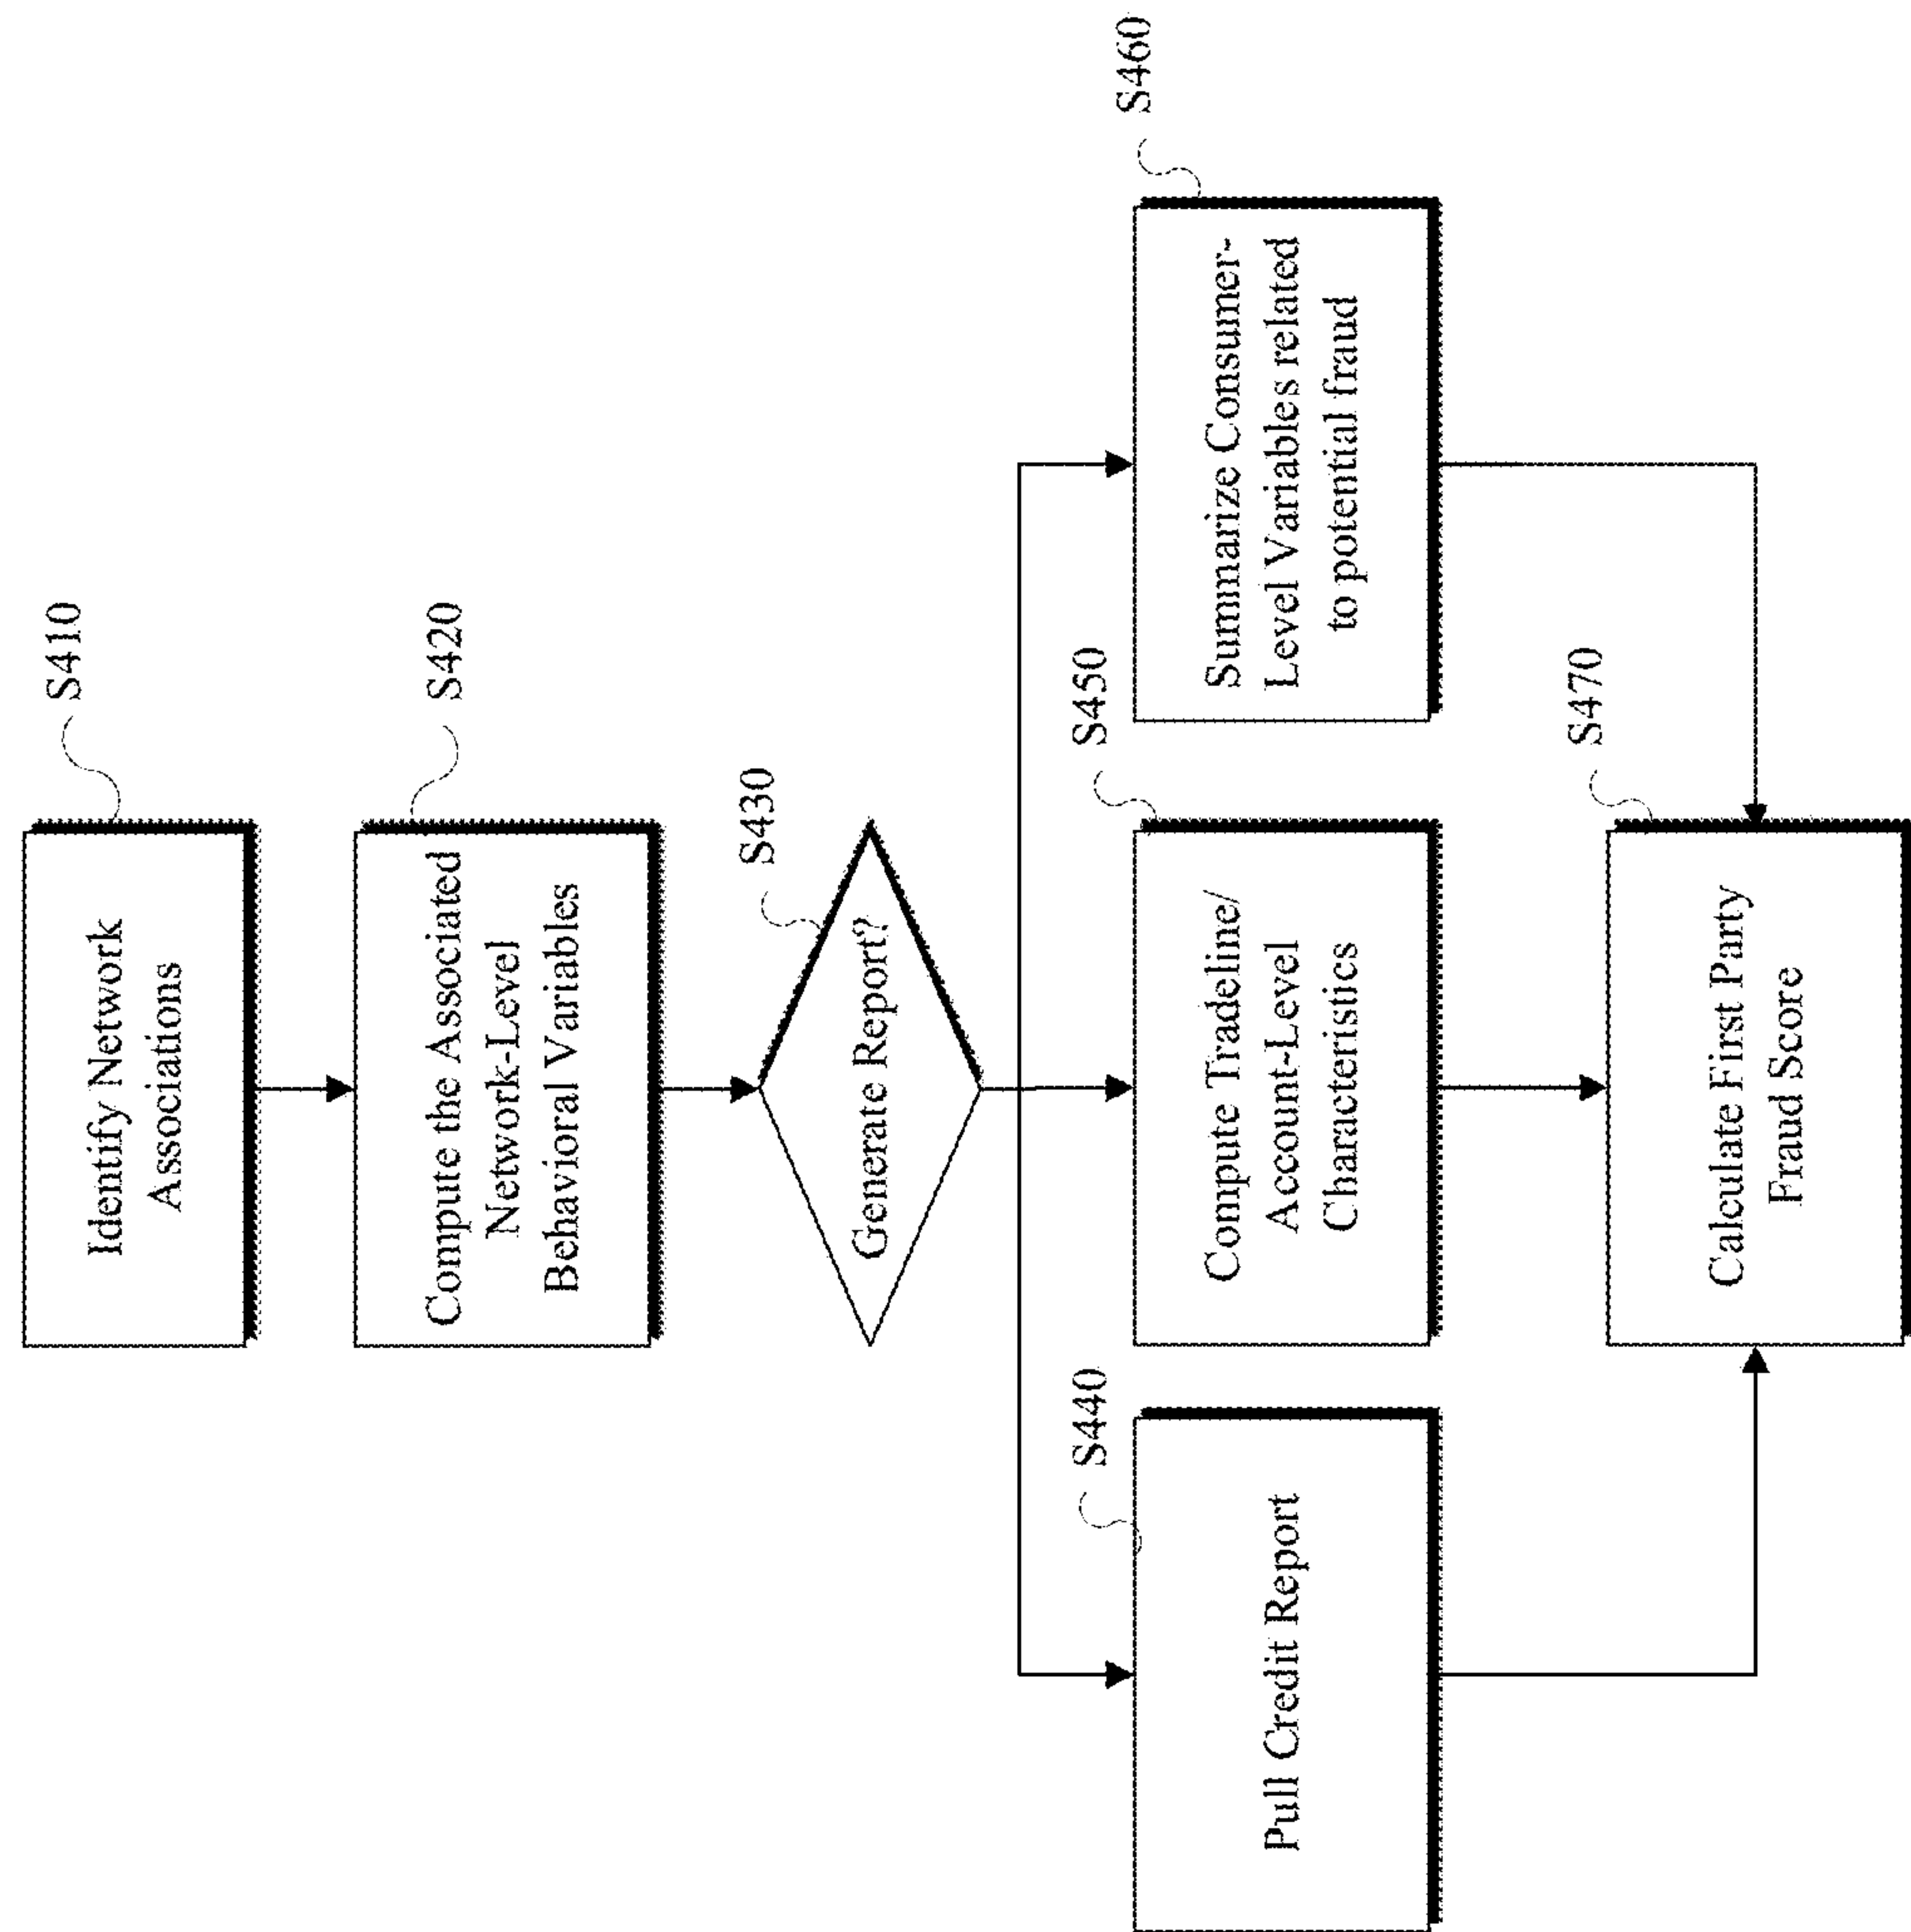 Identify Network
Associations
S410
Compute the Associated
Network-Level
Behavioral Variables
S420
Generate Report?
S430
Pull Credit Report
S440
Compute Tradeline/
Account-Level
Characteristics
S450
Summarize Consumer-
Level Variables related
to potential fraud
S460
Calculate First Party
Fraud Score
S470